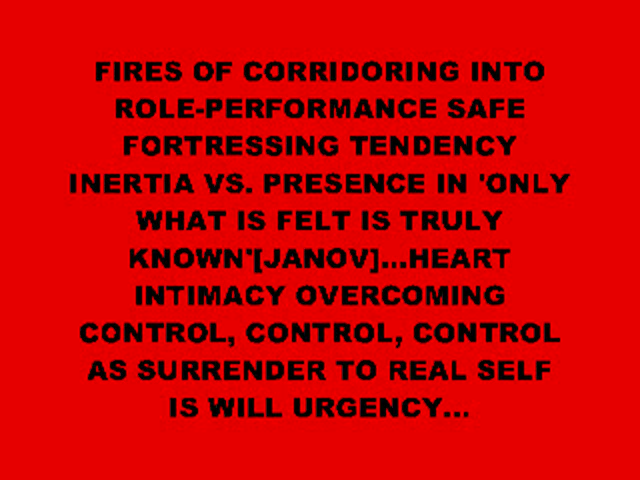 FIRES OF CORRIDORING INTO
ROLE-PERFORMANCE SAFE
FORTRESSING TENDENCY
INERTIA VS. PRESENCE IN 'ONLY
WHAT IS FELT IS TRULY
KNOWN'[JANOV]...HEART
INTIMACY OVERCOMING
CONTROL, CONTROL, CONTROL
AS SURRENDER TO REAL SELF
IS WILL URGENCY...